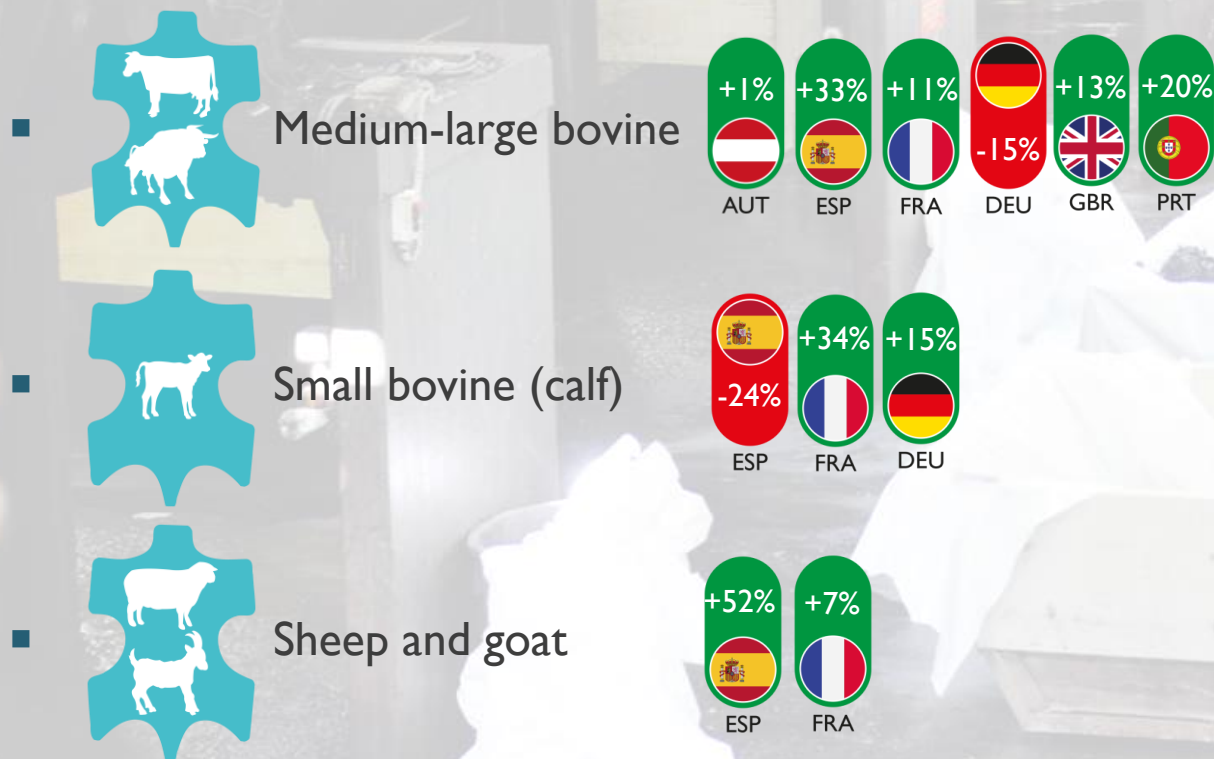 Medium-large bovine
+1% +33% +11% -15% +13% +20%
AUT ESP FRA DEU GBR PRT
Small bovine (calf)
-24% +34% +15%
ESP FRA DEU
Sheep and goat
+52% +7%
ESP FRA